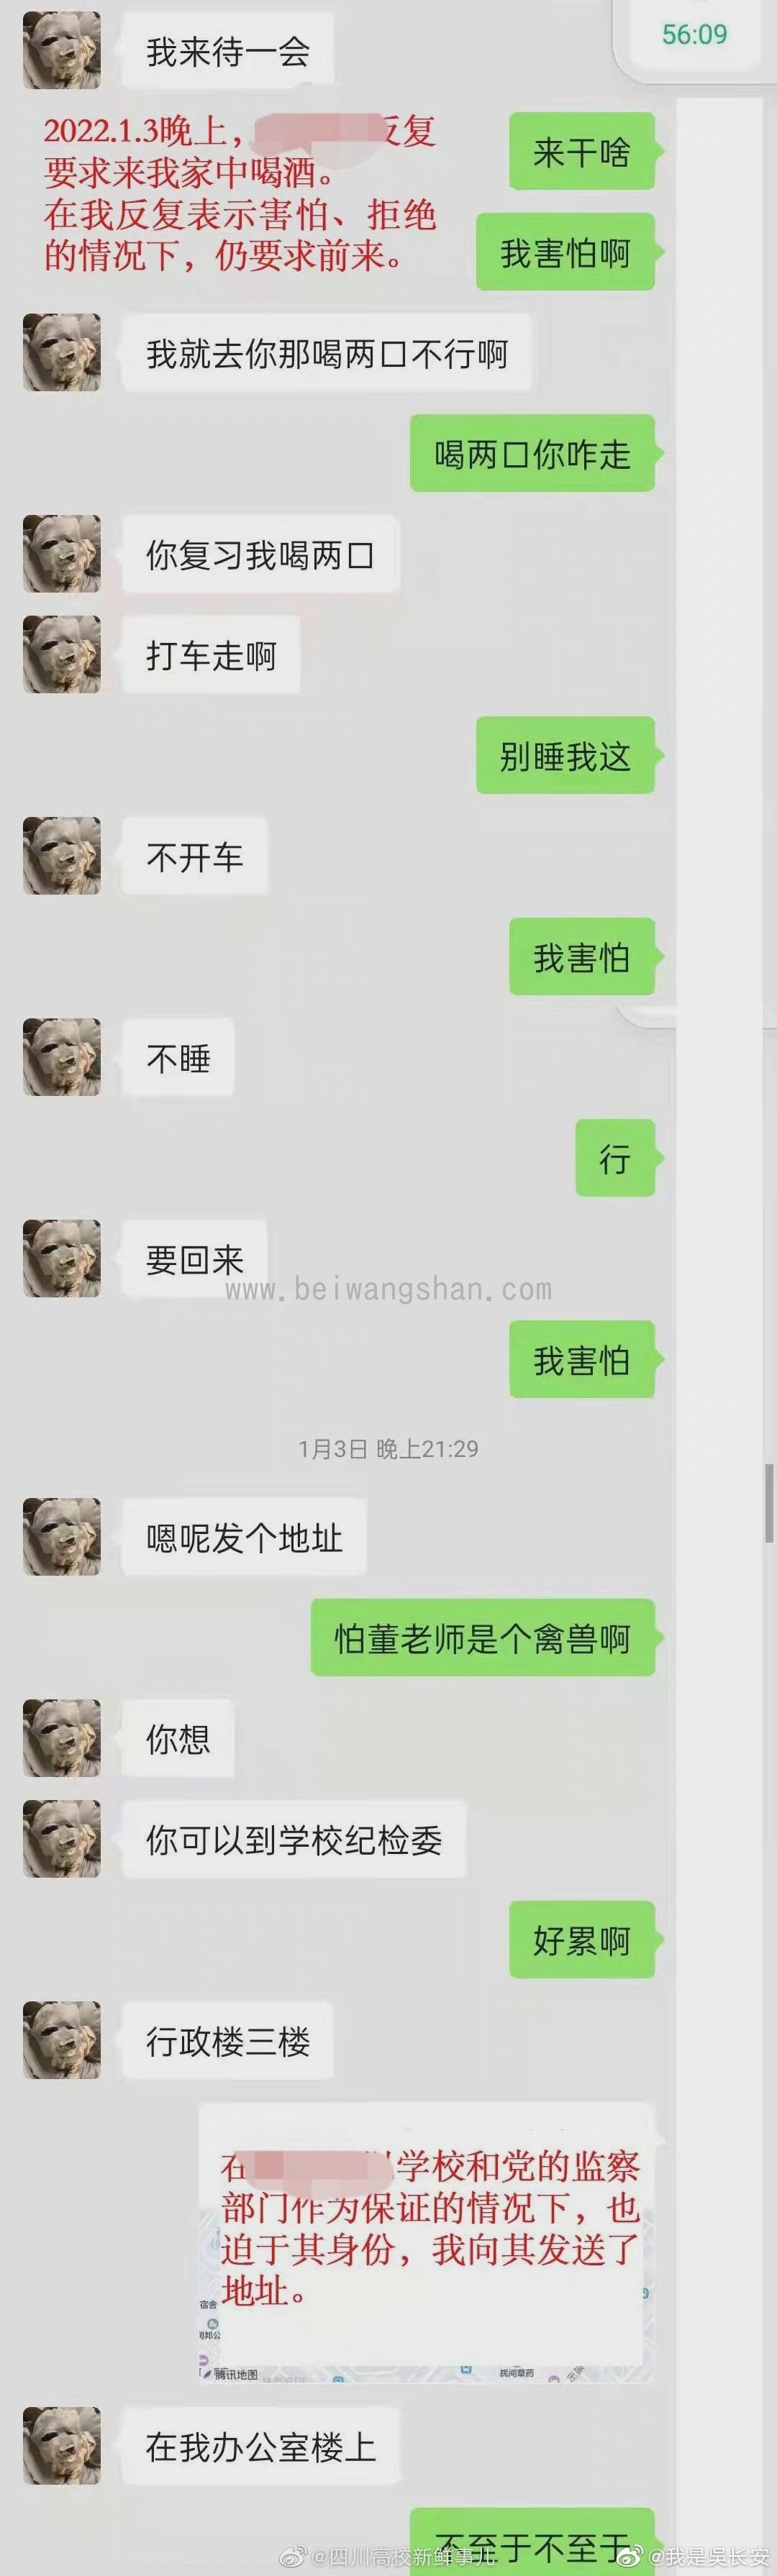 我来待一会
56:09
2022.1.3晚上，反复
要求来我家中喝酒。
在我反复表示害怕、拒绝
的情况下，仍要求前来。
来干啥
我害怕啊
我就去你那喝两口不行啊
喝两口你咋走
你复习我喝两口
打车走啊
别睡我这
不开车
我害怕
不睡
行
要回来
www.beiwangshan.com
我害怕
1月3日 晚上21:29
嗯呢发个地址
怕董老师是个禽兽啊
你想
你可以到学校纪检委
好累啊
行政楼三楼
在学校和党的监察
部门作为保证的情况下，也
迫于其身份，我向其发送了
地址。
宿舍
腾讯地图
民间草药
在我办公室楼上
不至于不至于
@四川高校新鲜事儿
@我是吳长安